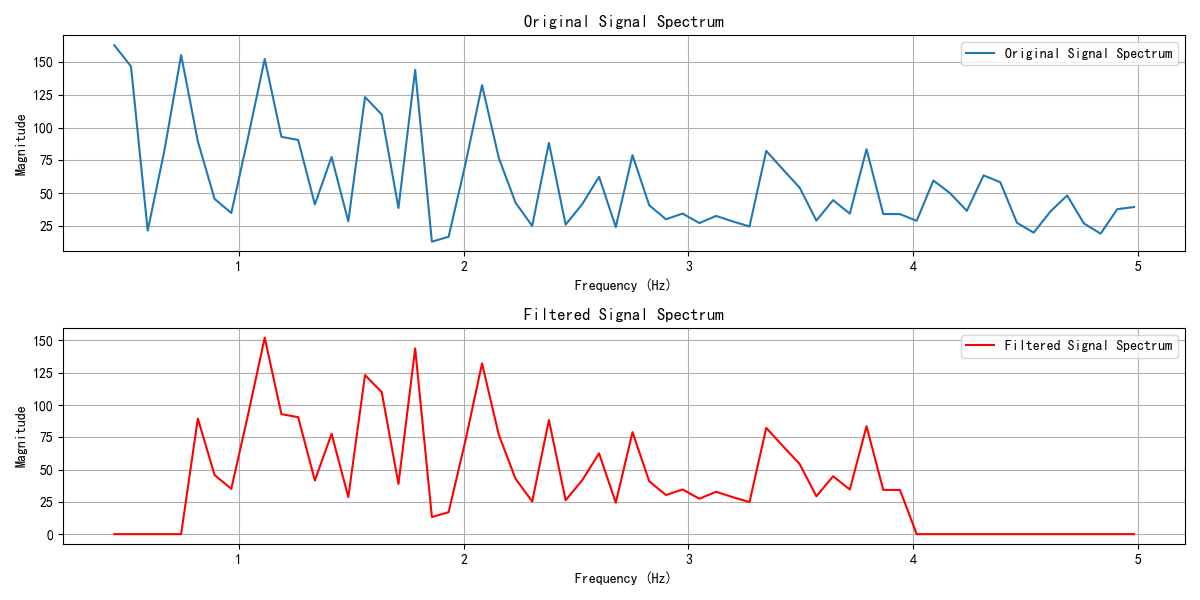 Original Signal Spectrum
Original Signal Spectrum
Magnitude
150
125
100
75
50
25
1 2 3 4 5
Frequency (Hz)
Filtered Signal Spectrum
Filtered Signal Spectrum
Magnitude
150
125
100
75
50
25
0
1 2 3 4 5
Frequency (Hz)